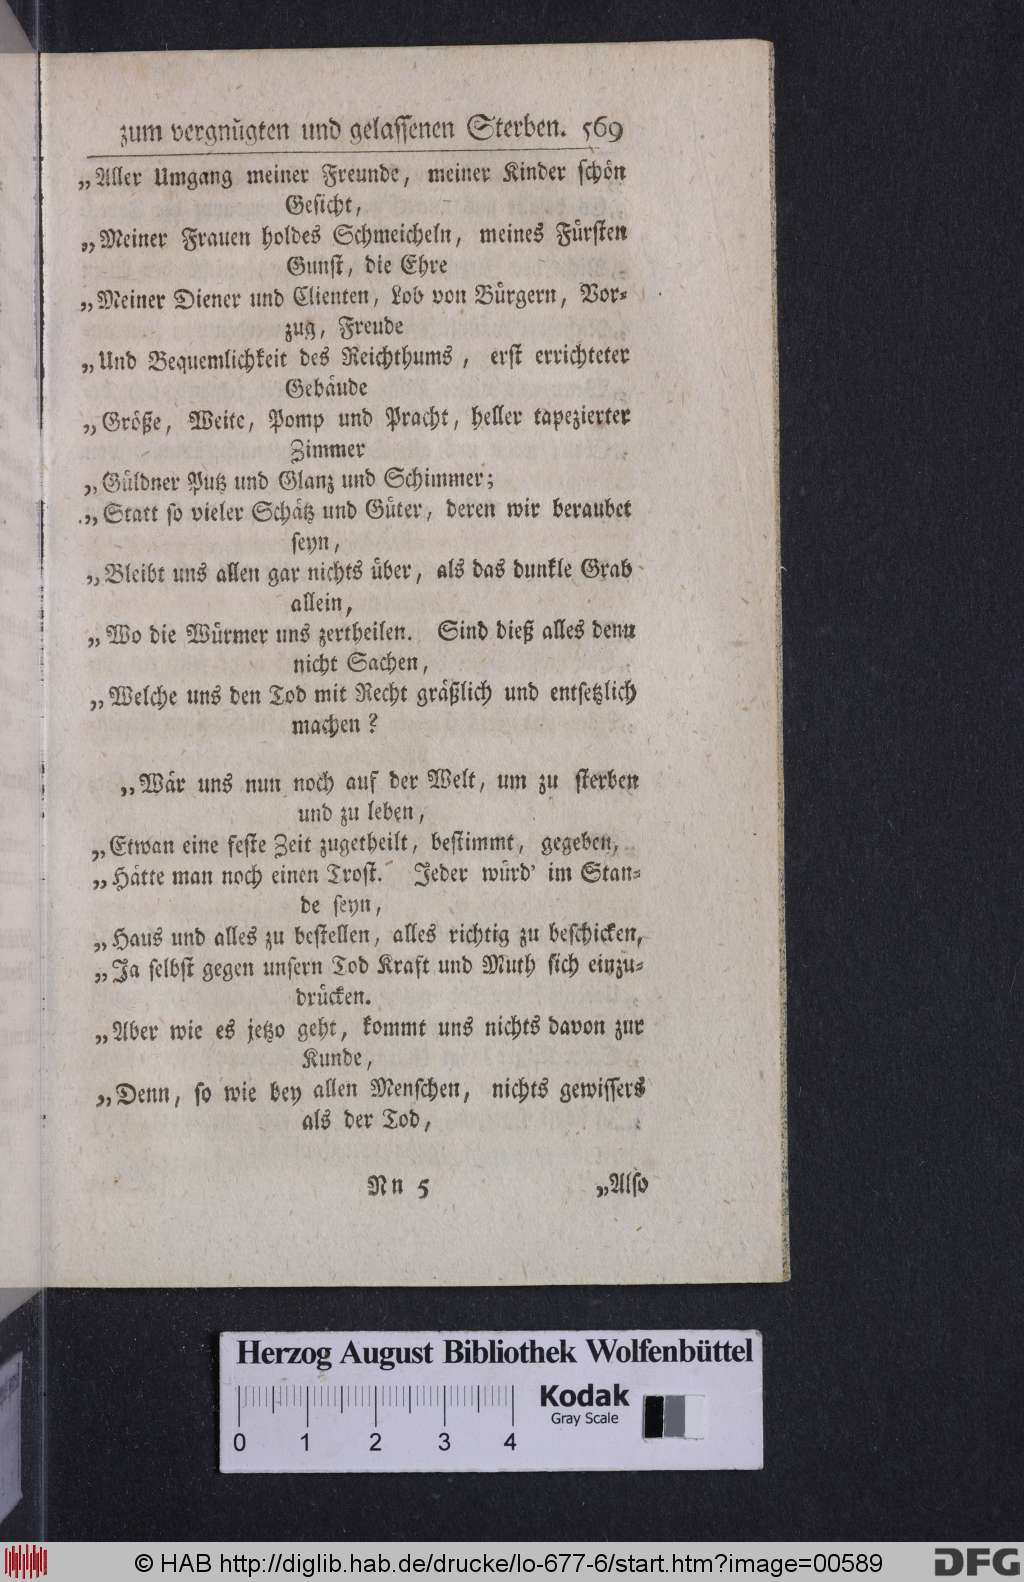 zum vergnügten und gelassenen Sterben. 569
„Aller Umgang meiner Freunde, meiner Kinder schön
Gesicht,
„Meiner Frauen holdes Schmeicheln, meines Fürsten
Gunst, die Ehre
„Meiner Diener und Clienten, Lob von Bürgern, Vor-
zug, Freude
„Und Bequemlichkeit des Reichthums, erst errichteter
Gebäude
„Größe, Weite, Pomp und Pracht, heller tapezierter
Zimmer
„Güldner Putz und Glanz und Schimmer;
„Statt so vieler Schätz und Güter, deren wir beraubet
seyn,
„Bleibt uns allen gar nichts über, als das dunkle Grab
allein,
„Wo die Würmer uns zertheilen. Sind dieß alles denn
nicht Sachen,
„Welche uns den Tod mit Recht gräßlich und entsetzlich
machen?
„Wär uns nun noch auf der Welt, um zu sterben
und zu leben,
„Etwan eine feste Zeit zugetheilt, bestimmt, gegeben,
„Hätte man noch einen Trost. Jeder würd' im Stan-
de seyn,
„Haus und alles zu bestellen, alles richtig zu beschicken,
„Ja selbst gegen unsern Tod Kraft und Muth sich einzu-
drücken.
„Aber wie es jetzo geht, kommt uns nichts davon zur
Kunde,
„Denn, so wie bey allen Menschen, nichts gewissers
als der Tod,
Nn 5 „Also
Herzog August Bibliothek Wolfenbüttel
Kodak
Gray Scale
0 1 2 3 4
© HAB http://diglib.hab.de/drucke/lo-677-6/start.htm?image=00589
DFG